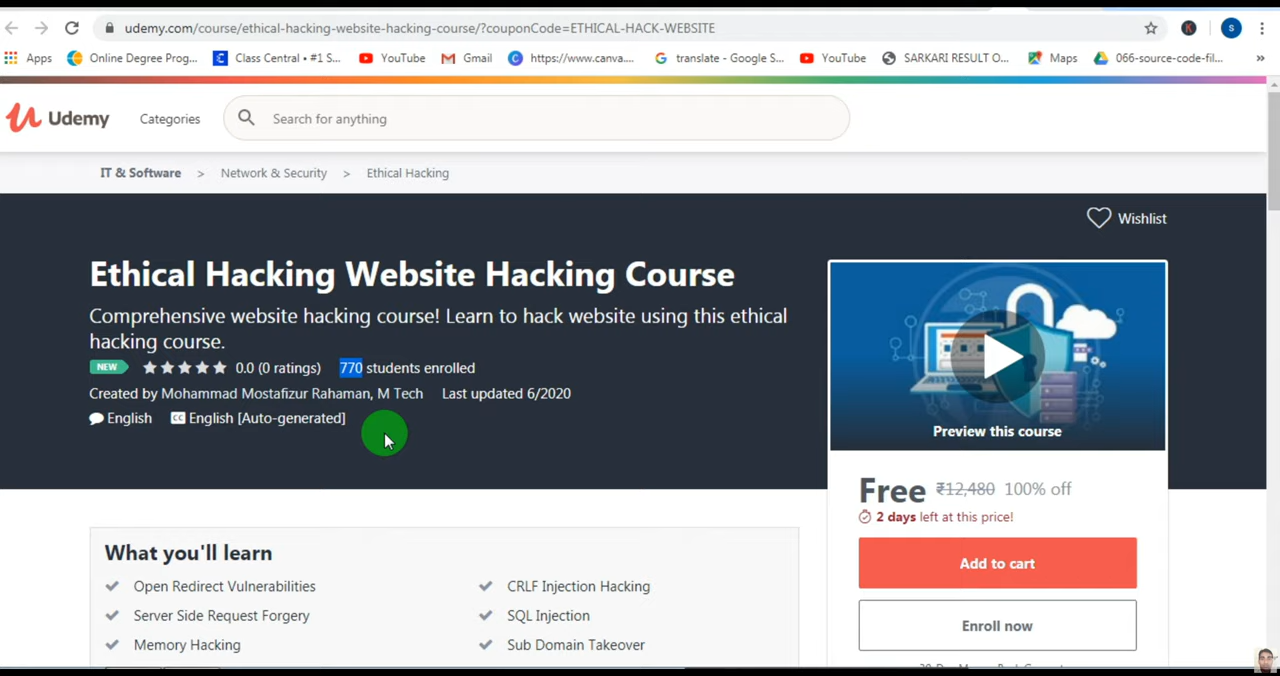 udemy.com/course/ethical-hacking-website-hacking-course/?couponCode=ETHICAL-HACK-WEBSITE
K
S
Apps
Online Degree Prog...
Class Central • #1 S...
YouTube
Gmail
https://www.canva....
translate - Google S...
YouTube
SARKARI RESULT O...
Maps
066-source-code-fil...
»
Udemy
Categories
Search for anything
IT & Software > Network & Security > Ethical Hacking
Wishlist
Ethical Hacking Website Hacking Course
Comprehensive website hacking course! Learn to hack website using this ethical
hacking course.
NEW 0.0 (0 ratings) 770 students enrolled
Created by Mohammad Mostafizur Rahaman, M Tech Last updated 6/2020
English CC English [Auto-generated]
Preview this course
Free ₹12,480 100% off
2 days left at this price!
Add to cart
Enroll now
What you'll learn
Open Redirect Vulnerabilities
CRLF Injection Hacking
Server Side Request Forgery
SQL Injection
Memory Hacking
Sub Domain Takeover